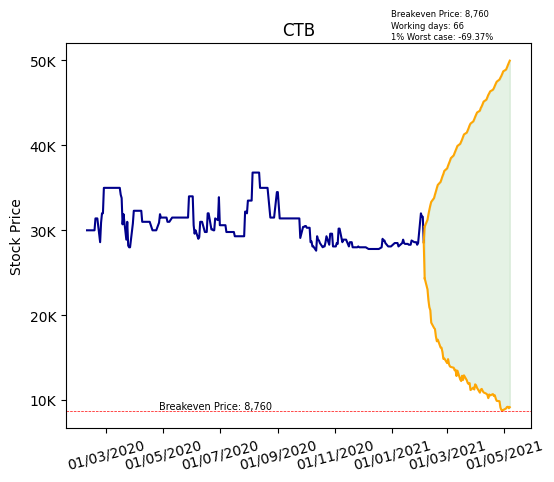 Breakeven Price: 8,760
Working days: 66
1% Worst case: -69.37%
CTB
Stock Price
50K
40K
30K
20K
10K
Breakeven Price: 8,760
01/03/2020
01/05/2020
01/07/2020
01/09/2020
01/11/2020
01/01/2021
01/03/2021
01/05/2021